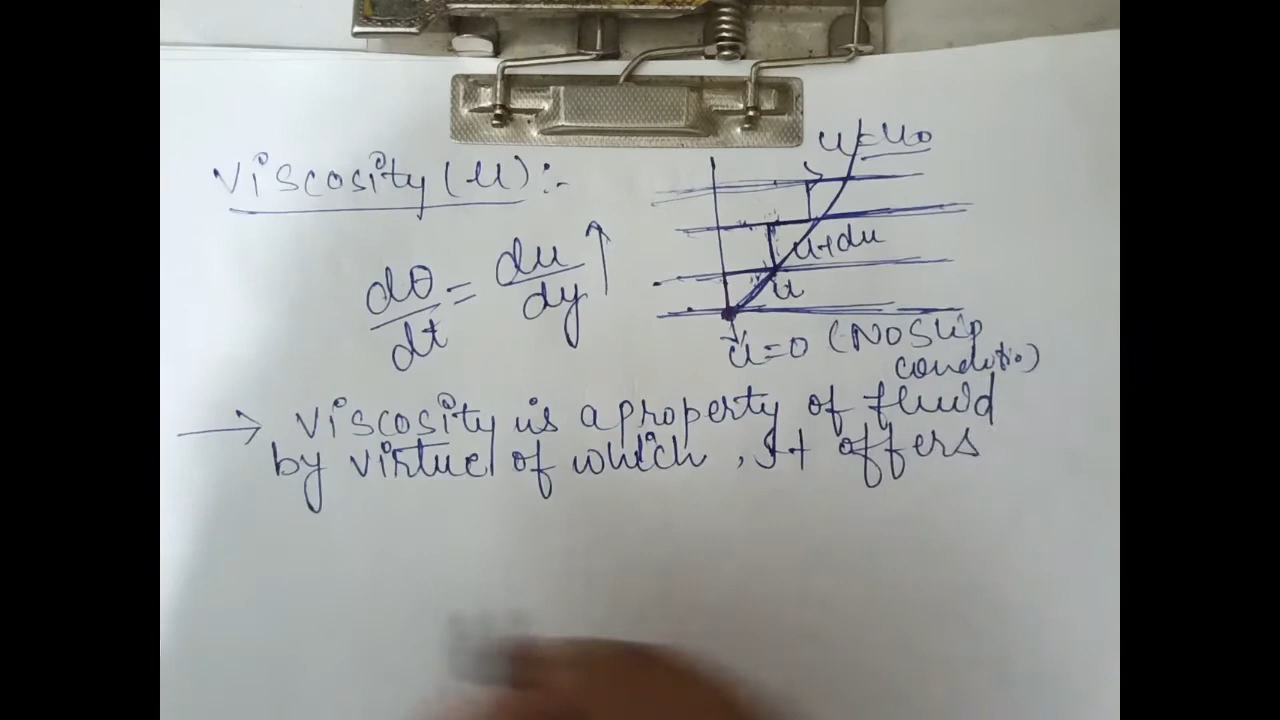 Viscosity (μ) :-
u = u₀
dθ/dt = du/dy ↑
u+du
u
u=0 (No Slip
condition)
→ Viscosity is a property of fluid
by virtue of which, It offers